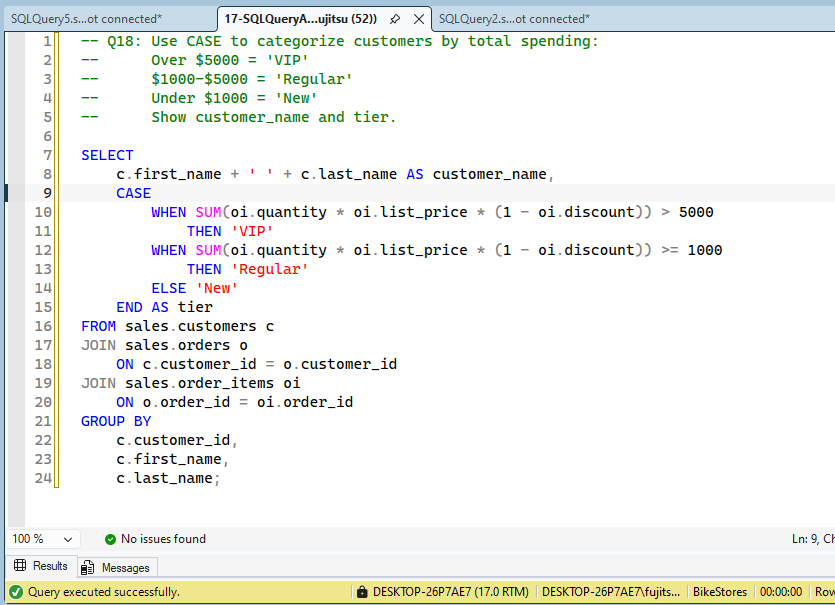 SQLQuery5.s...ot connected*
17-SQLQueryA...ujitsu (52))
SQLQuery2.s...ot connected*
1 -- Q18: Use CASE to categorize customers by total spending:
2 --      Over $5000 = 'VIP'
3 --      $1000-$5000 = 'Regular'
4 --      Under $1000 = 'New'
5 --      Show customer_name and tier.
6
7 SELECT
8     c.first_name + ' ' + c.last_name AS customer_name,
9     CASE
10         WHEN SUM(oi.quantity * oi.list_price * (1 - oi.discount)) > 5000
11             THEN 'VIP'
12         WHEN SUM(oi.quantity * oi.list_price * (1 - oi.discount)) >= 1000
13             THEN 'Regular'
14         ELSE 'New'
15     END AS tier
16 FROM sales.customers c
17 JOIN sales.orders o
18     ON c.customer_id = o.customer_id
19 JOIN sales.order_items oi
20     ON o.order_id = oi.order_id
21 GROUP BY
22     c.customer_id,
23     c.first_name,
24     c.last_name;
100 % No issues found Ln: 9, Ch
Results Messages
Query executed successfully. DESKTOP-26P7AE7 (17.0 RTM) DESKTOP-26P7AE7\fujits... BikeStores 00:00:00 Row